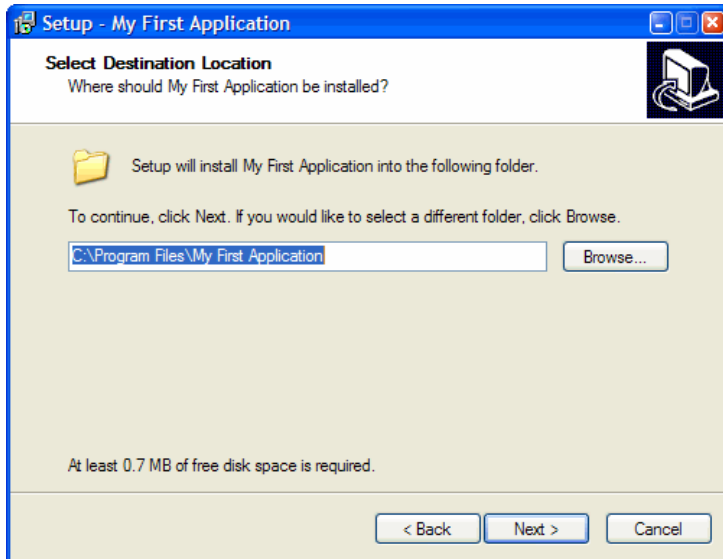 Setup - My First Application
Select Destination Location
Where should My First Application be installed?
Setup will install My First Application into the following folder.
To continue, click Next. If you would like to select a different folder, click Browse.
C:\Program Files\My First Application
Browse...
At least 0.7 MB of free disk space is required.
< Back
Next >
Cancel